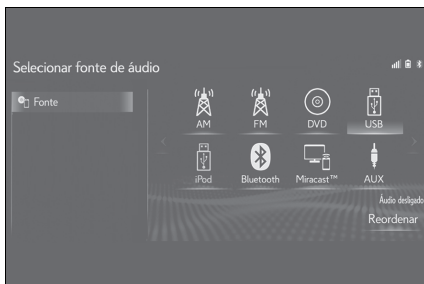 Selecionar fonte de áudio
Fonte
AM FM DVD USB
iPod Bluetooth Miracast™ AUX
Áudio desligado
Reordenar